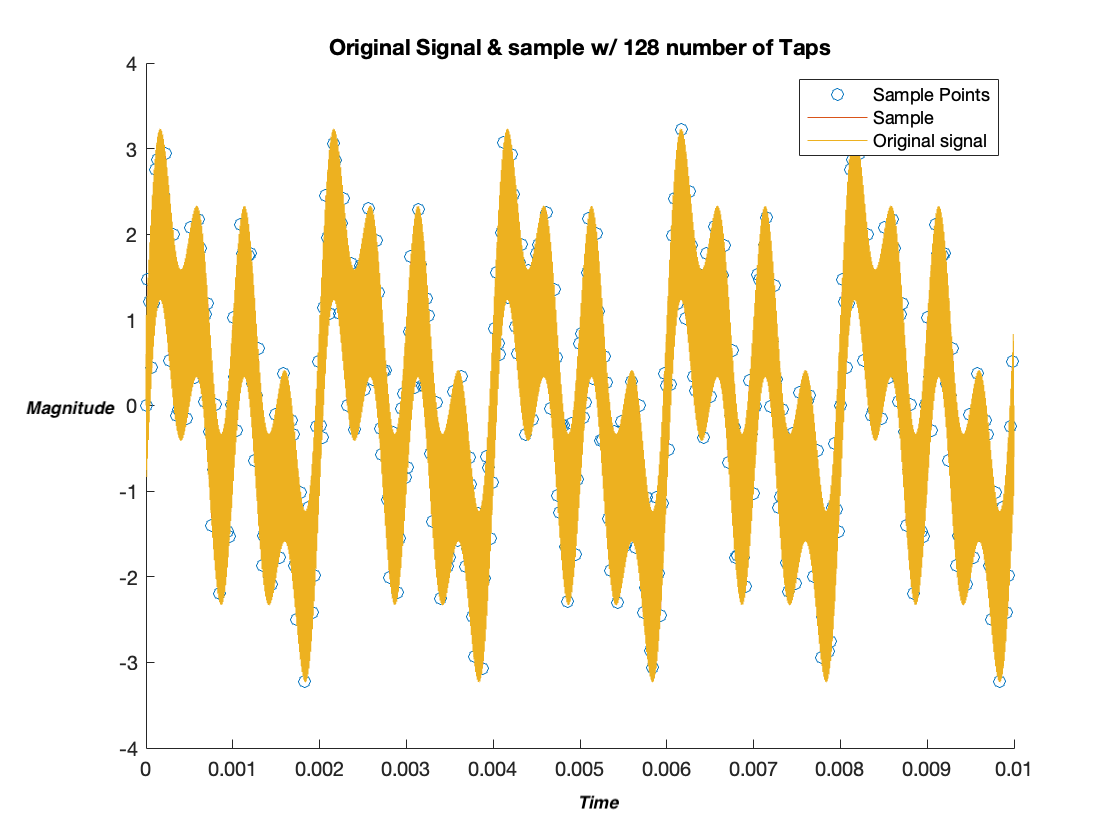 Original Signal & sample w/ 128 number of Taps
4
3
2
1
0
-1
-2
-3
-4
Magnitude
Sample Points
Sample
Original signal
0 0.001 0.002 0.003 0.004 0.005 0.006 0.007 0.008 0.009 0.01
Time